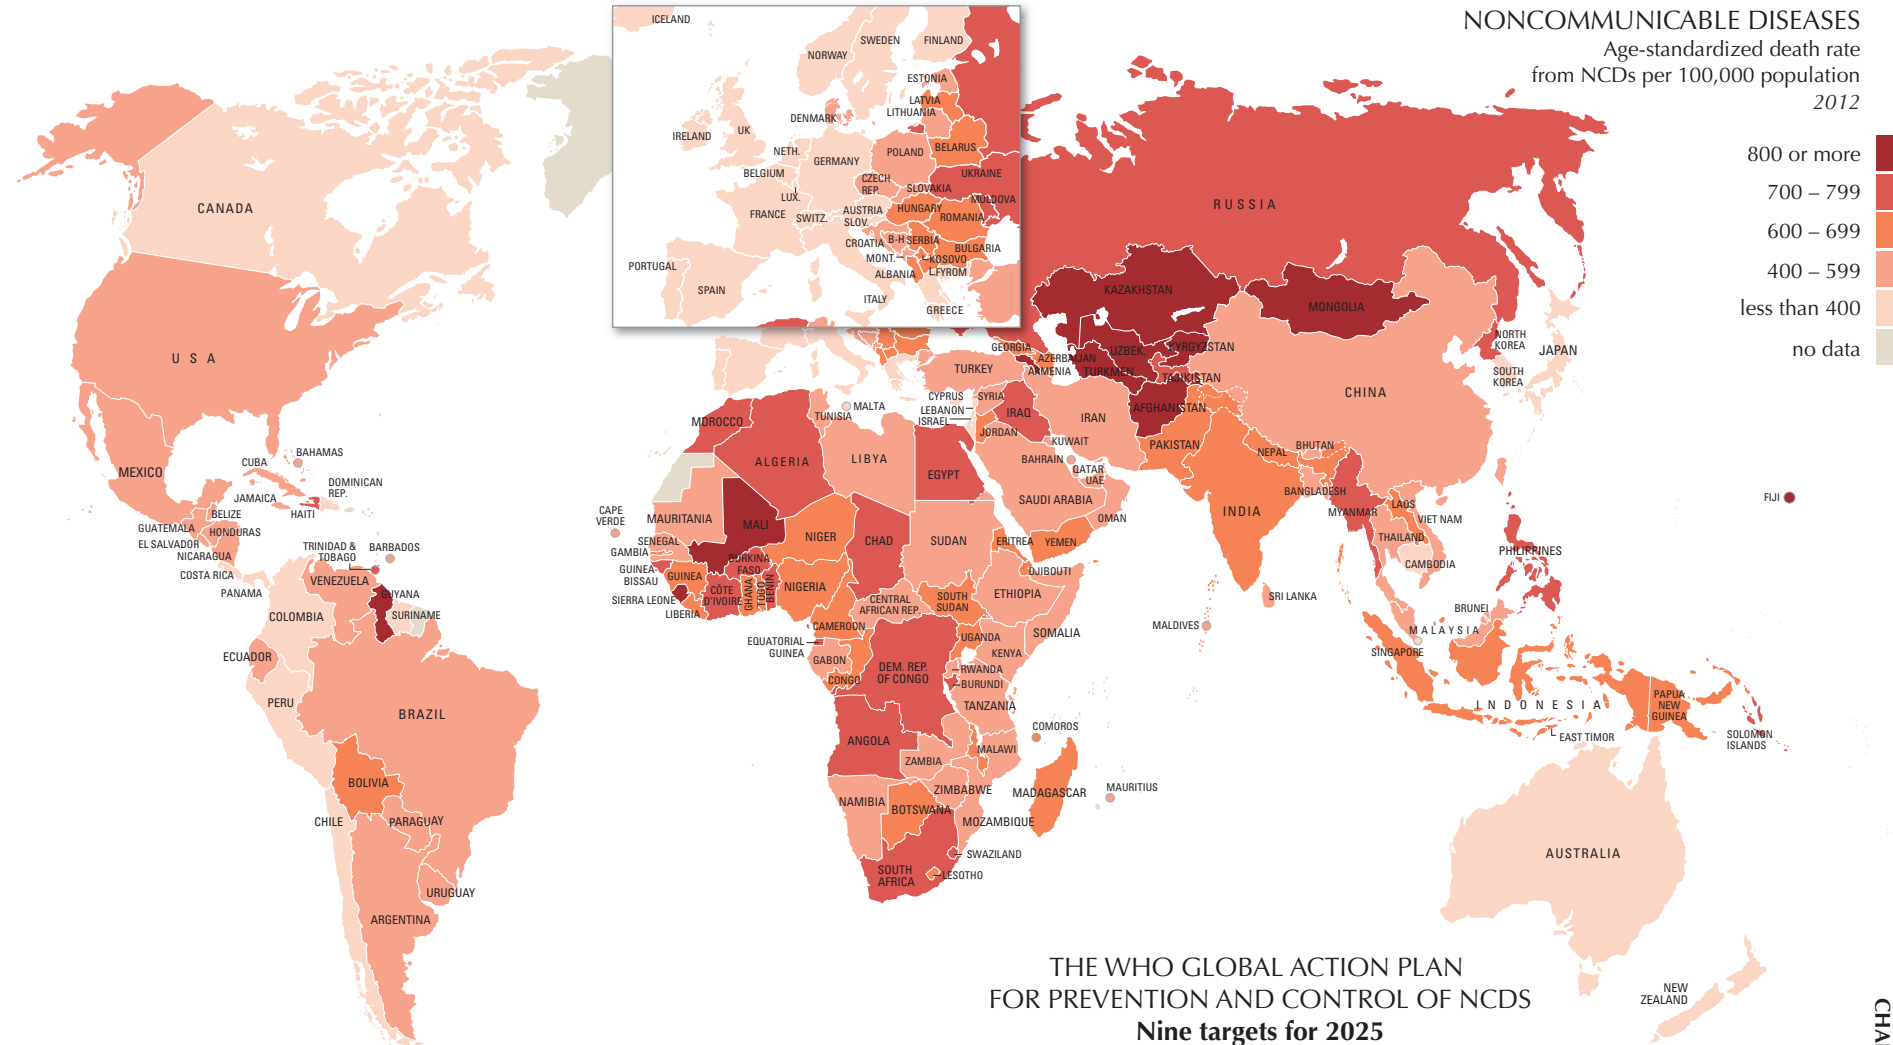 NONCOMMUNICABLE DISEASES
Age-standardized death rate
from NCDs per 100,000 population
2012
800 or more
700 – 799
600 – 699
400 – 599
less than 400
no data
ICELAND
NORWAY
SWEDEN
FINLAND
ESTONIA
LATVIA
LITHUANIA
DENMARK
IRELAND
UK
NETH.
GERMANY
POLAND
BELARUS
BELGIUM
LUX.
CZECH
REP.
SLOVAKIA
UKRAINE
MOLDOVA
FRANCE
SWITZ.
AUSTRIA
SLOV.
HUNGARY
ROMANIA
CROATIA
B-H
SERBIA
BULGARIA
MONT.
KOSOVO
ALBANIA
FYROM
PORTUGAL
SPAIN
ITALY
GREECE
CANADA
U S A
MEXICO
CUBA
BAHAMAS
JAMAICA
HAITI
DOMINICAN
REP.
BELIZE
GUATEMALA
HONDURAS
EL SALVADOR
NICARAGUA
COSTA RICA
PANAMA
TRINIDAD &
TOBAGO
BARBADOS
VENEZUELA
GUYANA
SURINAME
COLOMBIA
ECUADOR
PERU
BRAZIL
BOLIVIA
CHILE
PARAGUAY
URUGUAY
ARGENTINA
RUSSIA
KAZAKHSTAN
MONGOLIA
GEORGIA
AZERBAIJAN
ARMENIA
UZBEK.
KYRGYZSTAN
TURKMEN.
TAJIKISTAN
TURKEY
CYPRUS
SYRIA
LEBANON
ISRAEL
IRAQ
JORDAN
IRAN
AFGHANISTAN
PAKISTAN
KUWAIT
BAHRAIN
QATAR
UAE
SAUDI ARABIA
OMAN
YEMEN
CHINA
NORTH
KOREA
SOUTH
KOREA
JAPAN
NEPAL
BHUTAN
BANGLADESH
INDIA
MYANMAR
LAOS
VIET NAM
THAILAND
CAMBODIA
PHILIPPINES
SRI LANKA
MALDIVES
BRUNEI
MALAYSIA
SINGAPORE
INDONESIA
EAST TIMOR
PAPUA
NEW
GUINEA
SOLOMON
ISLANDS
FIJI
AUSTRALIA
NEW
ZEALAND
MALTA
MOROCCO
TUNISIA
ALGERIA
LIBYA
EGYPT
CAPE
VERDE
MAURITANIA
MALI
NIGER
CHAD
SUDAN
ERITREA
DJIBOUTI
SENEGAL
GAMBIA
GUINEA-
BISSAU
GUINEA
SIERRA LEONE
LIBERIA
CÔTE
D'IVOIRE
BURKINA
FASO
GHANA
TOGO
BENIN
NIGERIA
CAMEROON
CENTRAL
AFRICAN REP.
SOUTH
SUDAN
ETHIOPIA
SOMALIA
EQUATORIAL
GUINEA
GABON
CONGO
DEM. REP.
OF CONGO
UGANDA
KENYA
RWANDA
BURUNDI
TANZANIA
COMOROS
ANGOLA
ZAMBIA
MALAWI
ZIMBABWE
MOZAMBIQUE
MADAGASCAR
MAURITIUS
NAMIBIA
BOTSWANA
SWAZILAND
LESOTHO
SOUTH
AFRICA
THE WHO GLOBAL ACTION PLAN
FOR PREVENTION AND CONTROL OF NCDS
Nine targets for 2025